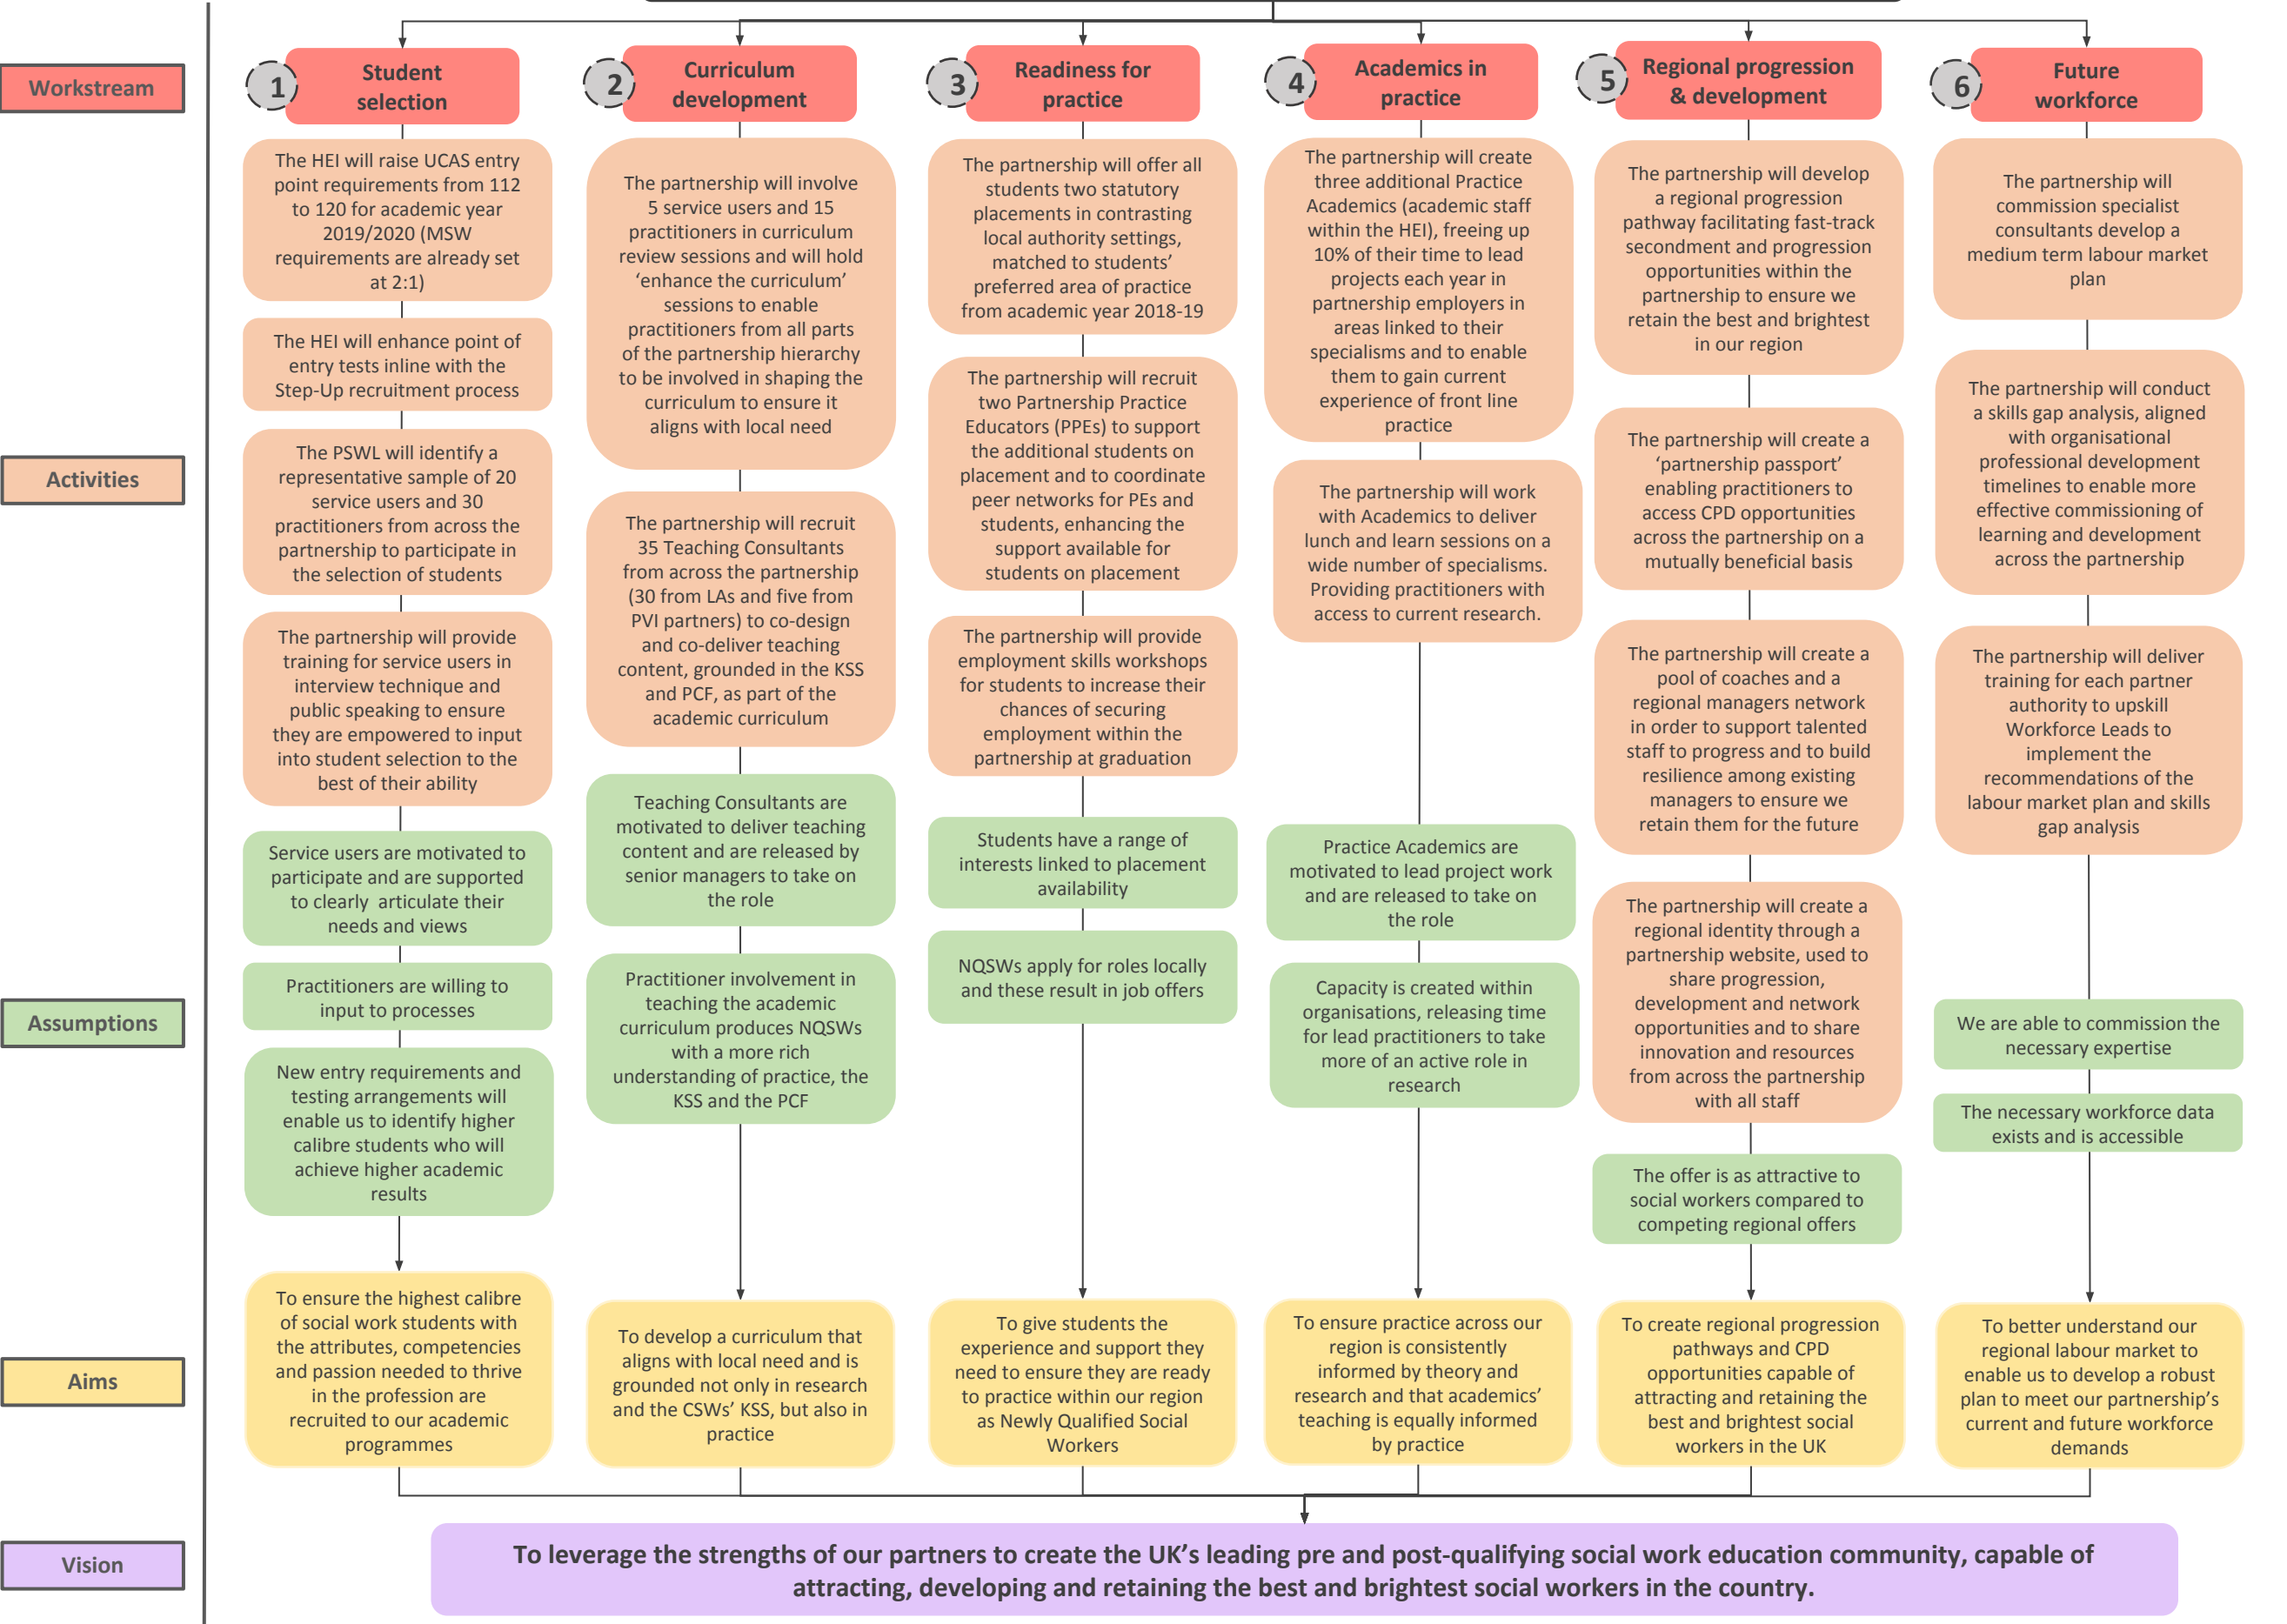 Workstream
Activities
Assumptions
Aims
Vision
1
Student
selection
The HEI will raise UCAS entry
point requirements from 112
to 120 for academic year
2019/2020 (MSW
requirements are already set
at 2:1)
The HEI will enhance point of
entry tests inline with the
Step-Up recruitment process
The PSWL will identify a
representative sample of 20
service users and 30
practitioners from across the
partnership to participate in
the selection of students
The partnership will provide
training for service users in
interview technique and
public speaking to ensure
they are empowered to input
into student selection to the
best of their ability
Service users are motivated to
participate and are supported
to clearly articulate their
needs and views
Practitioners are willing to
input to processes
New entry requirements and
testing arrangements will
enable us to identify higher
calibre students who will
achieve higher academic
results
To ensure the highest calibre
of social work students with
the attributes, competencies
and passion needed to thrive
in the profession are
recruited to our academic
programmes
2
Curriculum
development
The partnership will involve
5 service users and 15
practitioners in curriculum
review sessions and will hold
‘enhance the curriculum’
sessions to enable
practitioners from all parts
of the partnership hierarchy
to be involved in shaping the
curriculum to ensure it
aligns with local need
The partnership will recruit
35 Teaching Consultants
from across the partnership
(30 from LAs and five from
PVI partners) to co-design
and co-deliver teaching
content, grounded in the KSS
and PCF, as part of the
academic curriculum
Teaching Consultants are
motivated to deliver teaching
content and are released by
senior managers to take on
the role
Practitioner involvement in
teaching the academic
curriculum produces NQSWs
with a more rich
understanding of practice, the
KSS and the PCF
To develop a curriculum that
aligns with local need and is
grounded not only in research
and the CSWs’ KSS, but also in
practice
3
Readiness for
practice
The partnership will offer all
students two statutory
placements in contrasting
local authority settings,
matched to students’
preferred area of practice
from academic year 2018-19
The partnership will recruit
two Partnership Practice
Educators (PPEs) to support
the additional students on
placement and to coordinate
peer networks for PEs and
students, enhancing the
support available for
students on placement
The partnership will provide
employment skills workshops
for students to increase their
chances of securing
employment within the
partnership at graduation
Students have a range of
interests linked to placement
availability
NQSWs apply for roles locally
and these result in job offers
To give students the
experience and support they
need to ensure they are ready
to practice within our region
as Newly Qualified Social
Workers
4
Academics in
practice
The partnership will create
three additional Practice
Academics (academic staff
within the HEI), freeing up
10% of their time to lead
projects each year in
partnership employers in
areas linked to their
specialisms and to enable
them to gain current
experience of front line
practice
The partnership will work
with Academics to deliver
lunch and learn sessions on a
wide number of specialisms.
Providing practitioners with
access to current research.
Practice Academics are
motivated to lead project work
and are released to take on
the role
Capacity is created within
organisations, releasing time
for lead practitioners to take
more of an active role in
research
To ensure practice across our
region is consistently
informed by theory and
research and that academics’
teaching is equally informed
by practice
5
Regional progression
& development
The partnership will develop
a regional progression
pathway facilitating fast-track
secondment and progression
opportunities within the
partnership to ensure we
retain the best and brightest
in our region
The partnership will create a
‘partnership passport’
enabling practitioners to
access CPD opportunities
across the partnership on a
mutually beneficial basis
The partnership will create a
pool of coaches and a
regional managers network
in order to support talented
staff to progress and to build
resilience among existing
managers to ensure we
retain them for the future
The partnership will create a
regional identity through a
partnership website, used to
share progression,
development and network
opportunities and to share
innovation and resources
from across the partnership
with all staff
The offer is as attractive to
social workers compared to
competing regional offers
To create regional progression
pathways and CPD
opportunities capable of
attracting and retaining the
best and brightest social
workers in the UK
6
Future
workforce
The partnership will
commission specialist
consultants develop a
medium term labour market
plan
The partnership will conduct
a skills gap analysis, aligned
with organisational
professional development
timelines to enable more
effective commissioning of
learning and development
across the partnership
The partnership will deliver
training for each partner
authority to upskill
Workforce Leads to
implement the
recommendations of the
labour market plan and skills
gap analysis
We are able to commission the
necessary expertise
The necessary workforce data
exists and is accessible
To better understand our
regional labour market to
enable us to develop a robust
plan to meet our partnership’s
current and future workforce
demands
To leverage the strengths of our partners to create the UK’s leading pre and post-qualifying social work education community, capable of
attracting, developing and retaining the best and brightest social workers in the country.